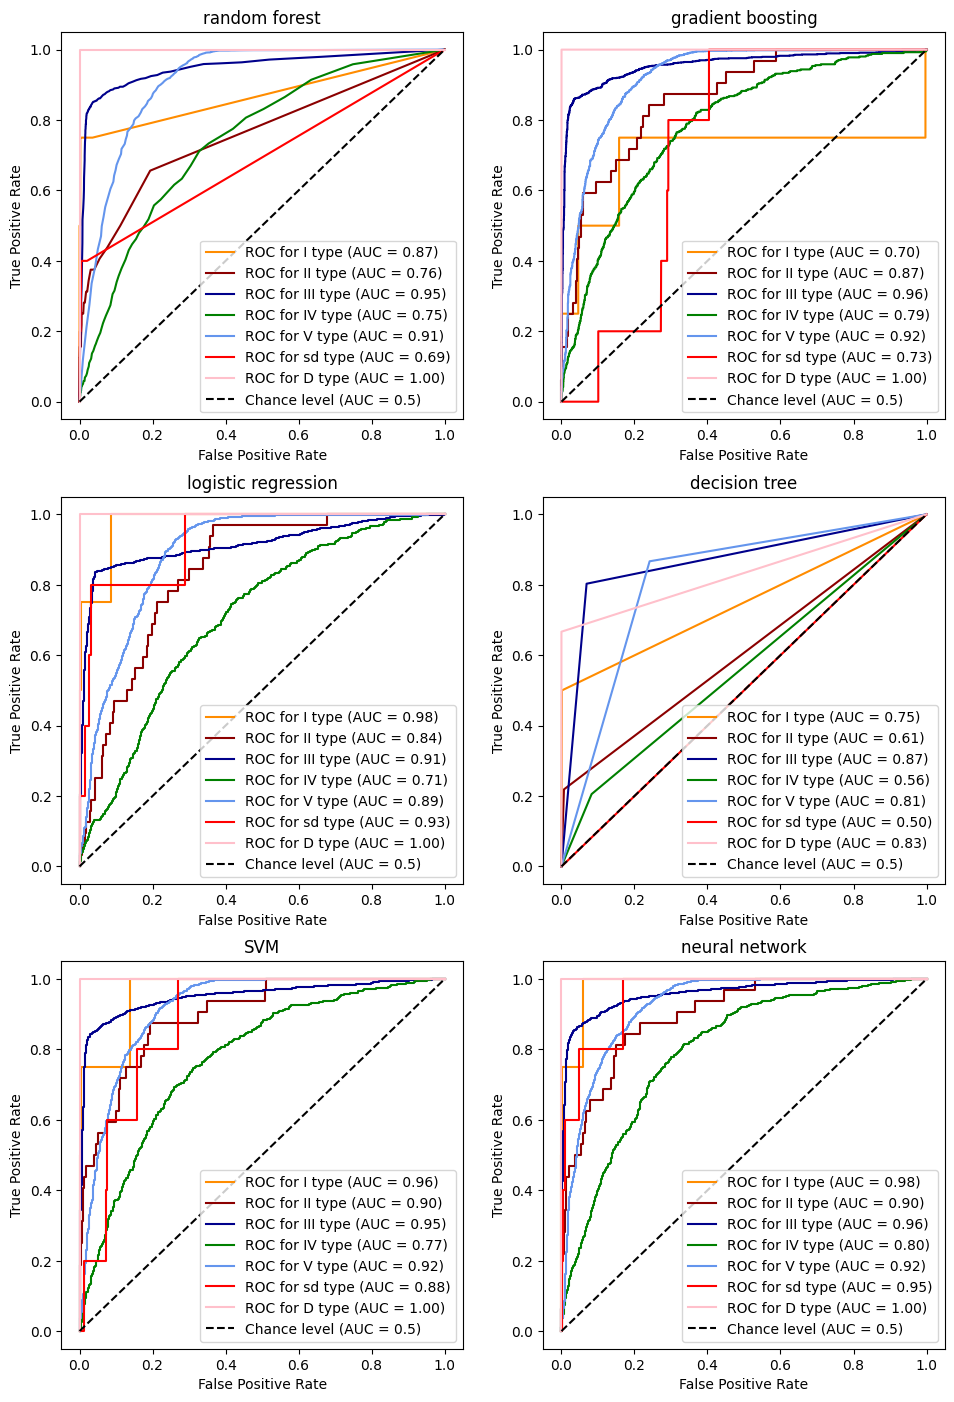 random forest
True Positive Rate
1.0
0.8
0.6
0.4
0.2
0.0
ROC for I type (AUC = 0.87)
ROC for II type (AUC = 0.76)
ROC for III type (AUC = 0.95)
ROC for IV type (AUC = 0.75)
ROC for V type (AUC = 0.91)
ROC for sd type (AUC = 0.69)
ROC for D type (AUC = 1.00)
Chance level (AUC = 0.5)
0.0 0.2 0.4 0.6 0.8 1.0
False Positive Rate
gradient boosting
True Positive Rate
1.0
0.8
0.6
0.4
0.2
0.0
ROC for I type (AUC = 0.70)
ROC for II type (AUC = 0.87)
ROC for III type (AUC = 0.96)
ROC for IV type (AUC = 0.79)
ROC for V type (AUC = 0.92)
ROC for sd type (AUC = 0.73)
ROC for D type (AUC = 1.00)
Chance level (AUC = 0.5)
0.0 0.2 0.4 0.6 0.8 1.0
False Positive Rate
logistic regression
True Positive Rate
1.0
0.8
0.6
0.4
0.2
0.0
ROC for I type (AUC = 0.98)
ROC for II type (AUC = 0.84)
ROC for III type (AUC = 0.91)
ROC for IV type (AUC = 0.71)
ROC for V type (AUC = 0.89)
ROC for sd type (AUC = 0.93)
ROC for D type (AUC = 1.00)
Chance level (AUC = 0.5)
0.0 0.2 0.4 0.6 0.8 1.0
False Positive Rate
decision tree
True Positive Rate
1.0
0.8
0.6
0.4
0.2
0.0
ROC for I type (AUC = 0.75)
ROC for II type (AUC = 0.61)
ROC for III type (AUC = 0.87)
ROC for IV type (AUC = 0.56)
ROC for V type (AUC = 0.81)
ROC for sd type (AUC = 0.50)
ROC for D type (AUC = 0.83)
Chance level (AUC = 0.5)
0.0 0.2 0.4 0.6 0.8 1.0
False Positive Rate
SVM
True Positive Rate
1.0
0.8
0.6
0.4
0.2
0.0
ROC for I type (AUC = 0.96)
ROC for II type (AUC = 0.90)
ROC for III type (AUC = 0.95)
ROC for IV type (AUC = 0.77)
ROC for V type (AUC = 0.92)
ROC for sd type (AUC = 0.88)
ROC for D type (AUC = 1.00)
Chance level (AUC = 0.5)
0.0 0.2 0.4 0.6 0.8 1.0
False Positive Rate
neural network
True Positive Rate
1.0
0.8
0.6
0.4
0.2
0.0
ROC for I type (AUC = 0.98)
ROC for II type (AUC = 0.90)
ROC for III type (AUC = 0.96)
ROC for IV type (AUC = 0.80)
ROC for V type (AUC = 0.92)
ROC for sd type (AUC = 0.95)
ROC for D type (AUC = 1.00)
Chance level (AUC = 0.5)
0.0 0.2 0.4 0.6 0.8 1.0
False Positive Rate